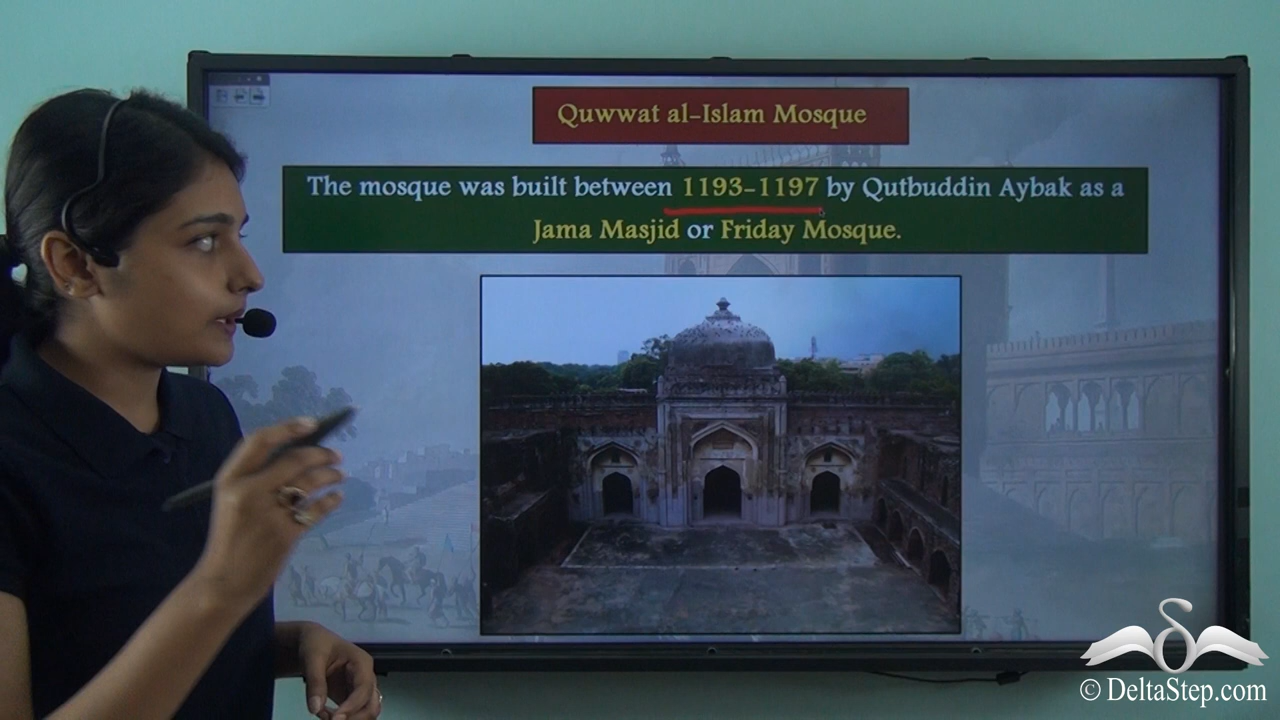 Quwwat al-Islam Mosque
The mosque was built between 1193-1197 by Qutbuddin Aybak as a
Jama Masjid or Friday Mosque.
© DeltaStep.com